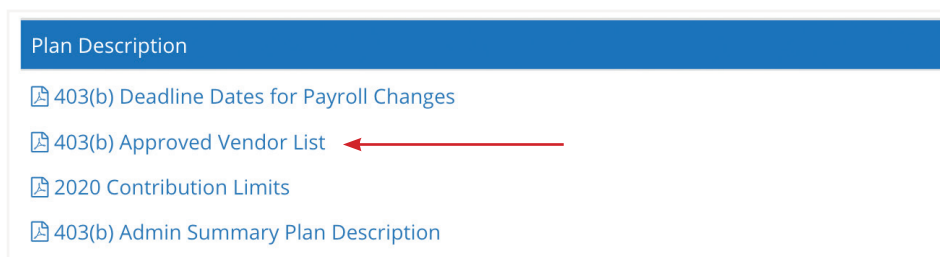 Plan Description
403(b) Deadline Dates for Payroll Changes
403(b) Approved Vendor List
2020 Contribution Limits
403(b) Admin Summary Plan Description